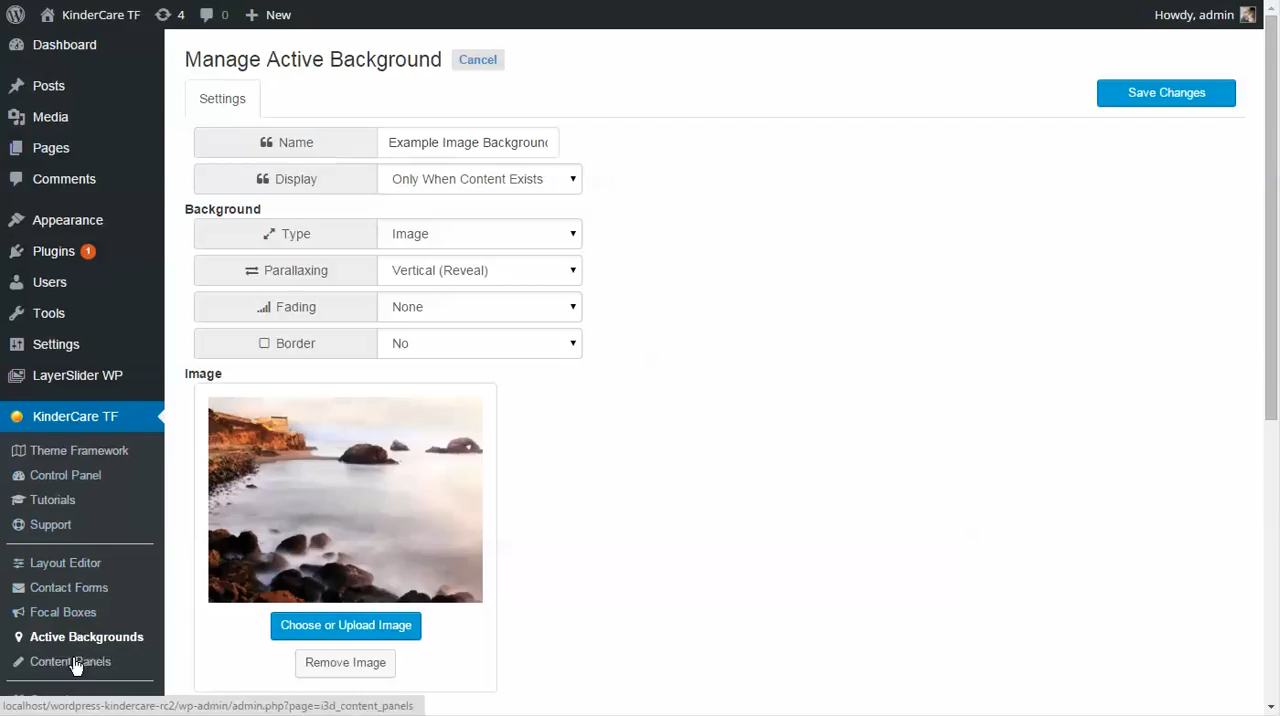 KinderCare TF 4 0 New Howdy, admin
Dashboard
Posts
Media
Pages
Comments
Appearance
Plugins 1
Users
Tools
Settings
LayerSlider WP
KinderCare TF
Theme Framework
Control Panel
Tutorials
Support
Layout Editor
Contact Forms
Focal Boxes
Active Backgrounds
Content Panels
Manage Active Background Cancel
Settings
Save Changes
Name Example Image Background
Display Only When Content Exists
Background
Type Image
Parallaxing Vertical (Reveal)
Fading None
Border No
Image
Choose or Upload Image
Remove Image
localhost/wordpress-kindercare-rc2/wp-admin/admin.php?page=i3d_content_panels